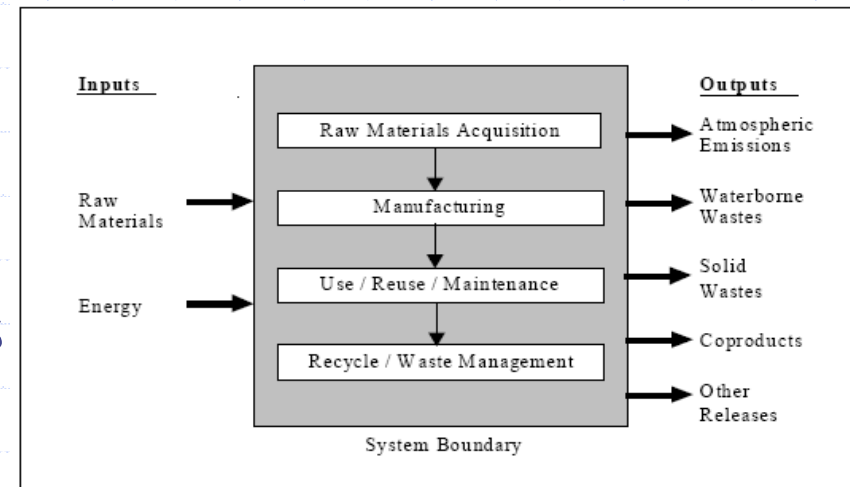 Inputs
Raw
Materials
Energy
Raw Materials Acquisition
Manufacturing
Use / Reuse / Maintenance
Recycle / Waste Management
System Boundary
Outputs
Atmospheric
Emissions
Waterborne
Wastes
Solid
Wastes
Coproducts
Other
Releases